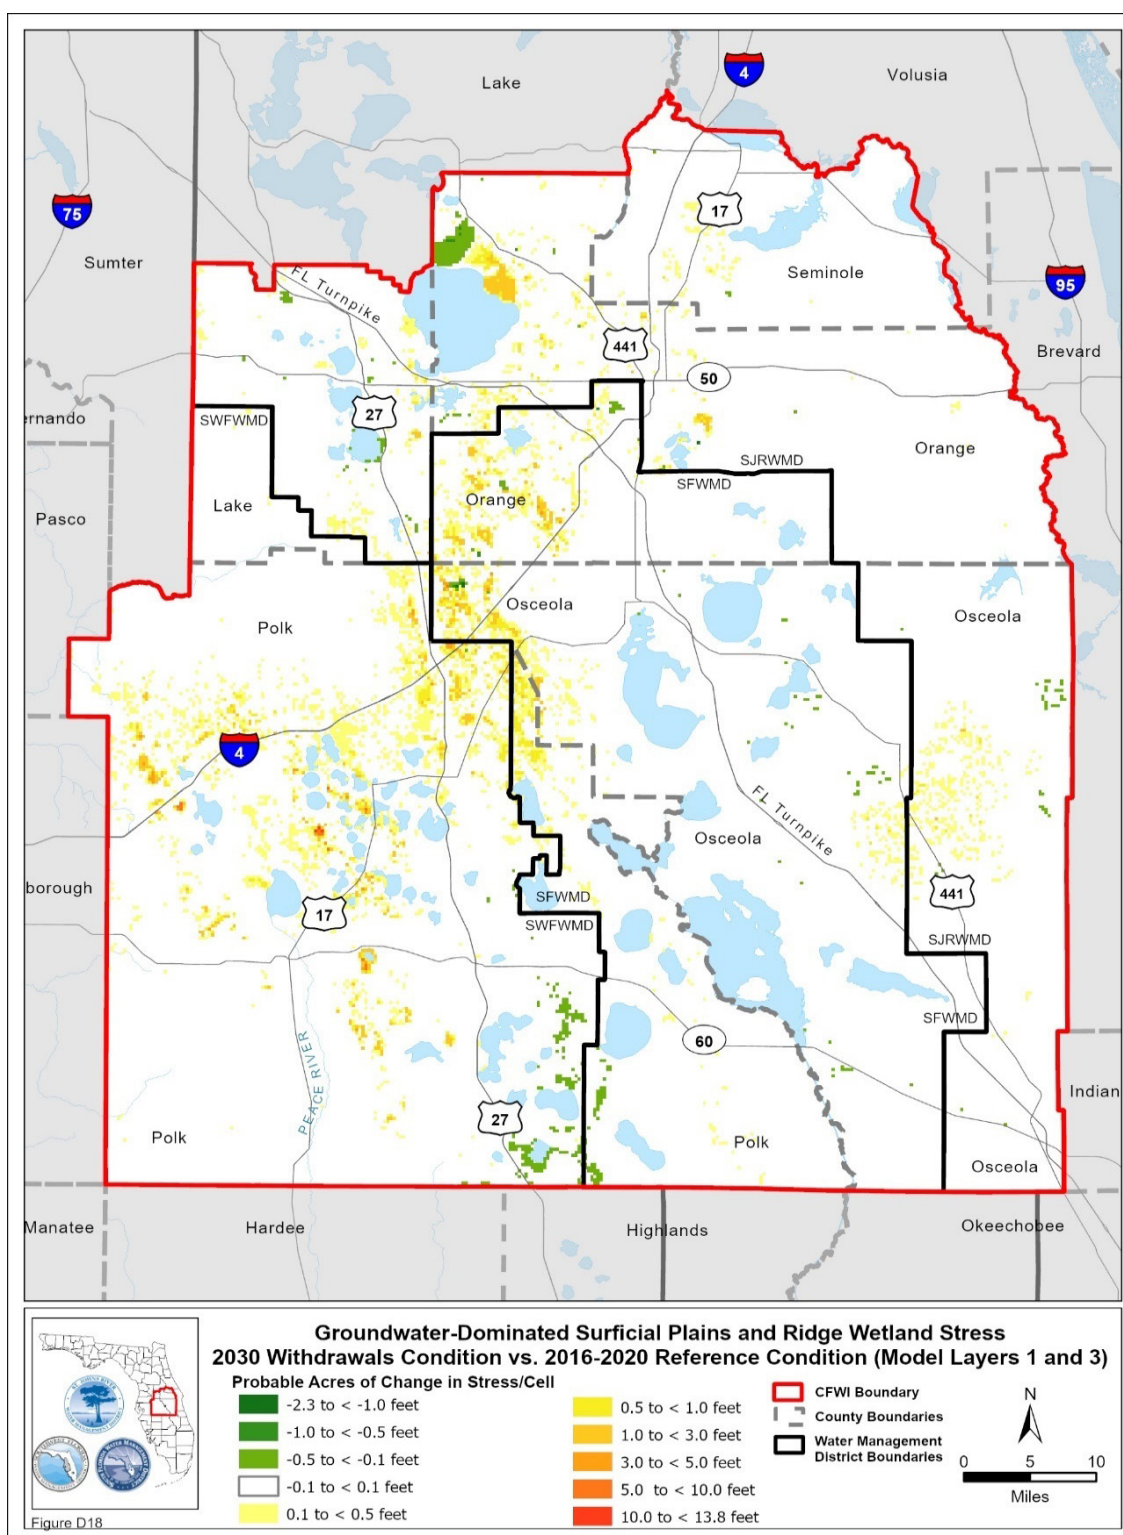 Lake
4
Volusia
75
17
Sumter
FL Turnpike
Seminole
95
441
Brevard
50
27
ernando
SWFWMD
Orange
SJRWMD
SFWMD
Lake
Orange
Pasco
Osceola
Osceola
Polk
4
FL Turnpike
Osceola
borough
SFWMD
441
17
SWFWMD
SJRWMD
SFWMD
60
PEACE RIVER
Indian
27
Polk
Polk
Osceola
Manatee
Hardee
Highlands
Okeechobee
Groundwater-Dominated Surficial Plains and Ridge Wetland Stress
2030 Withdrawals Condition vs. 2016-2020 Reference Condition (Model Layers 1 and 3)
Probable Acres of Change in Stress/Cell
-2.3 to < -1.0 feet
-1.0 to < -0.5 feet
-0.5 to < -0.1 feet
-0.1 to < 0.1 feet
0.1 to < 0.5 feet
0.5 to < 1.0 feet
1.0 to < 3.0 feet
3.0 to < 5.0 feet
5.0 to < 10.0 feet
10.0 to < 13.8 feet
CFWI Boundary
County Boundaries
Water Management
District Boundaries
N
0 5 10
Miles
Figure D18